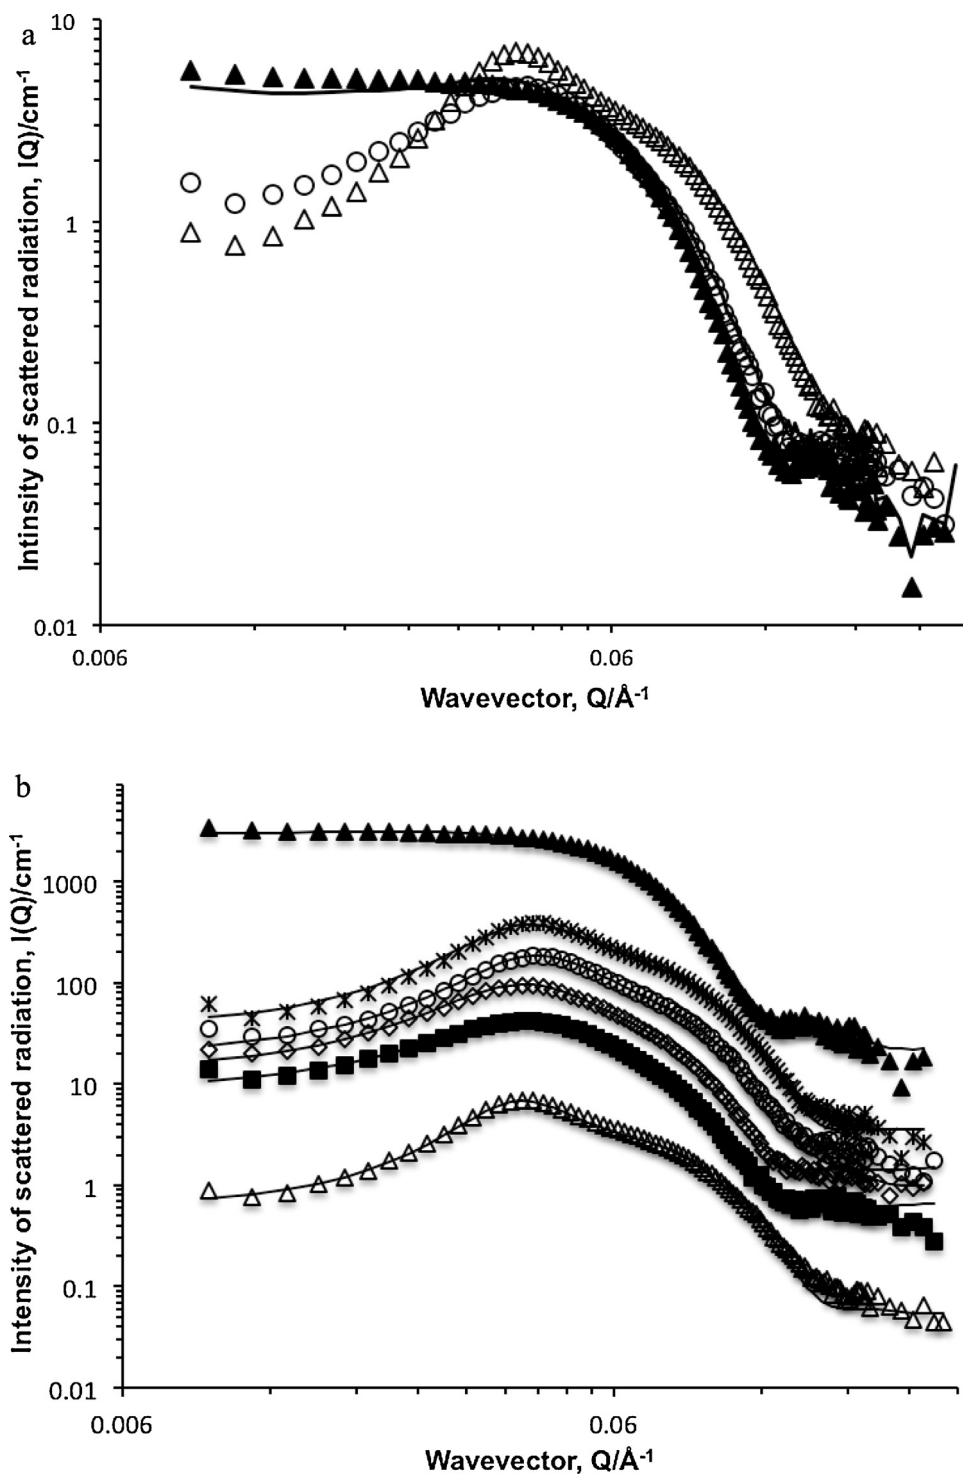 a
10
1
0.1
0.01
Intinsity of scattered radiation, IQ)/cm-1
0.006
0.06
Wavevector, Q/Å-1
b
1000
100
10
1
0.1
0.01
Intensity of scattered radiation, I(Q)/cm-1
0.006
0.06
Wavevector, Q/Å-1